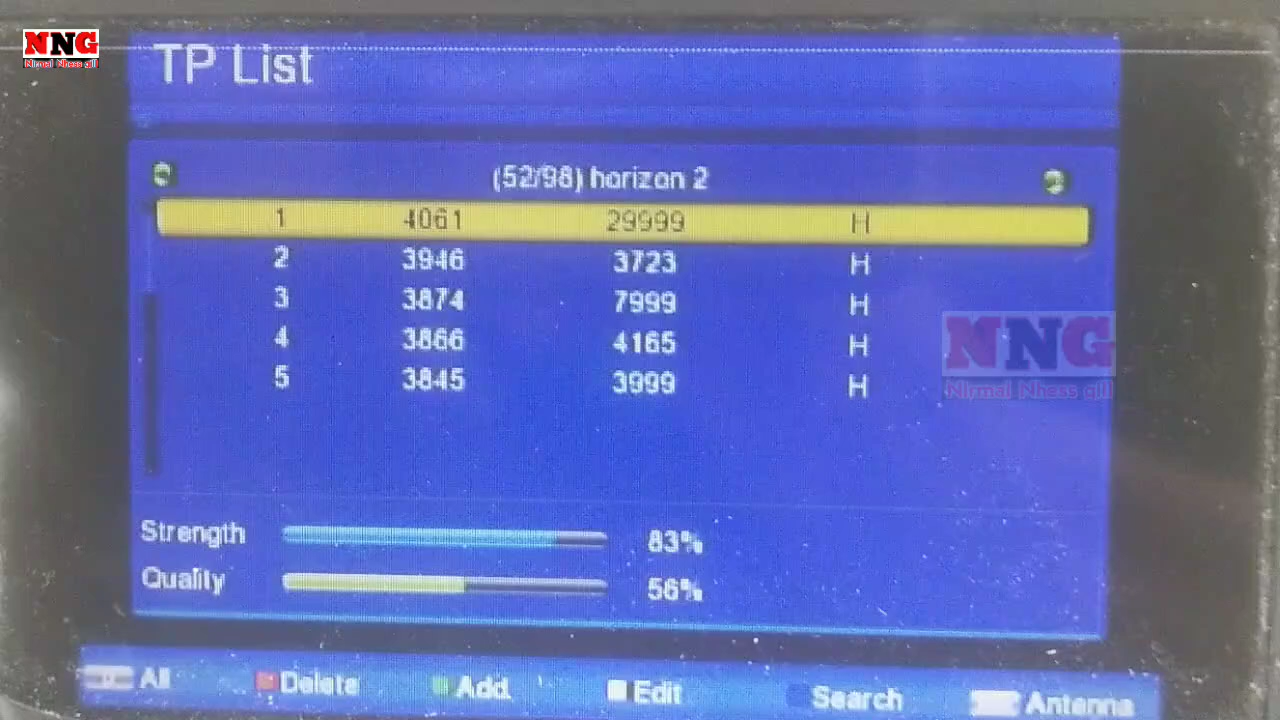 NNG
Nirmal Nhess gill
TP List
(52/98) horizon 2
1 4061 29999 H
2 3946 3723 H
3 3874 7999 H
4 3866 4165 H
5 3845 3999 H
NNG
Nirmal Nhess gill
Strength 83%
Quality 56%
All Delete Add Edit Search Antenna